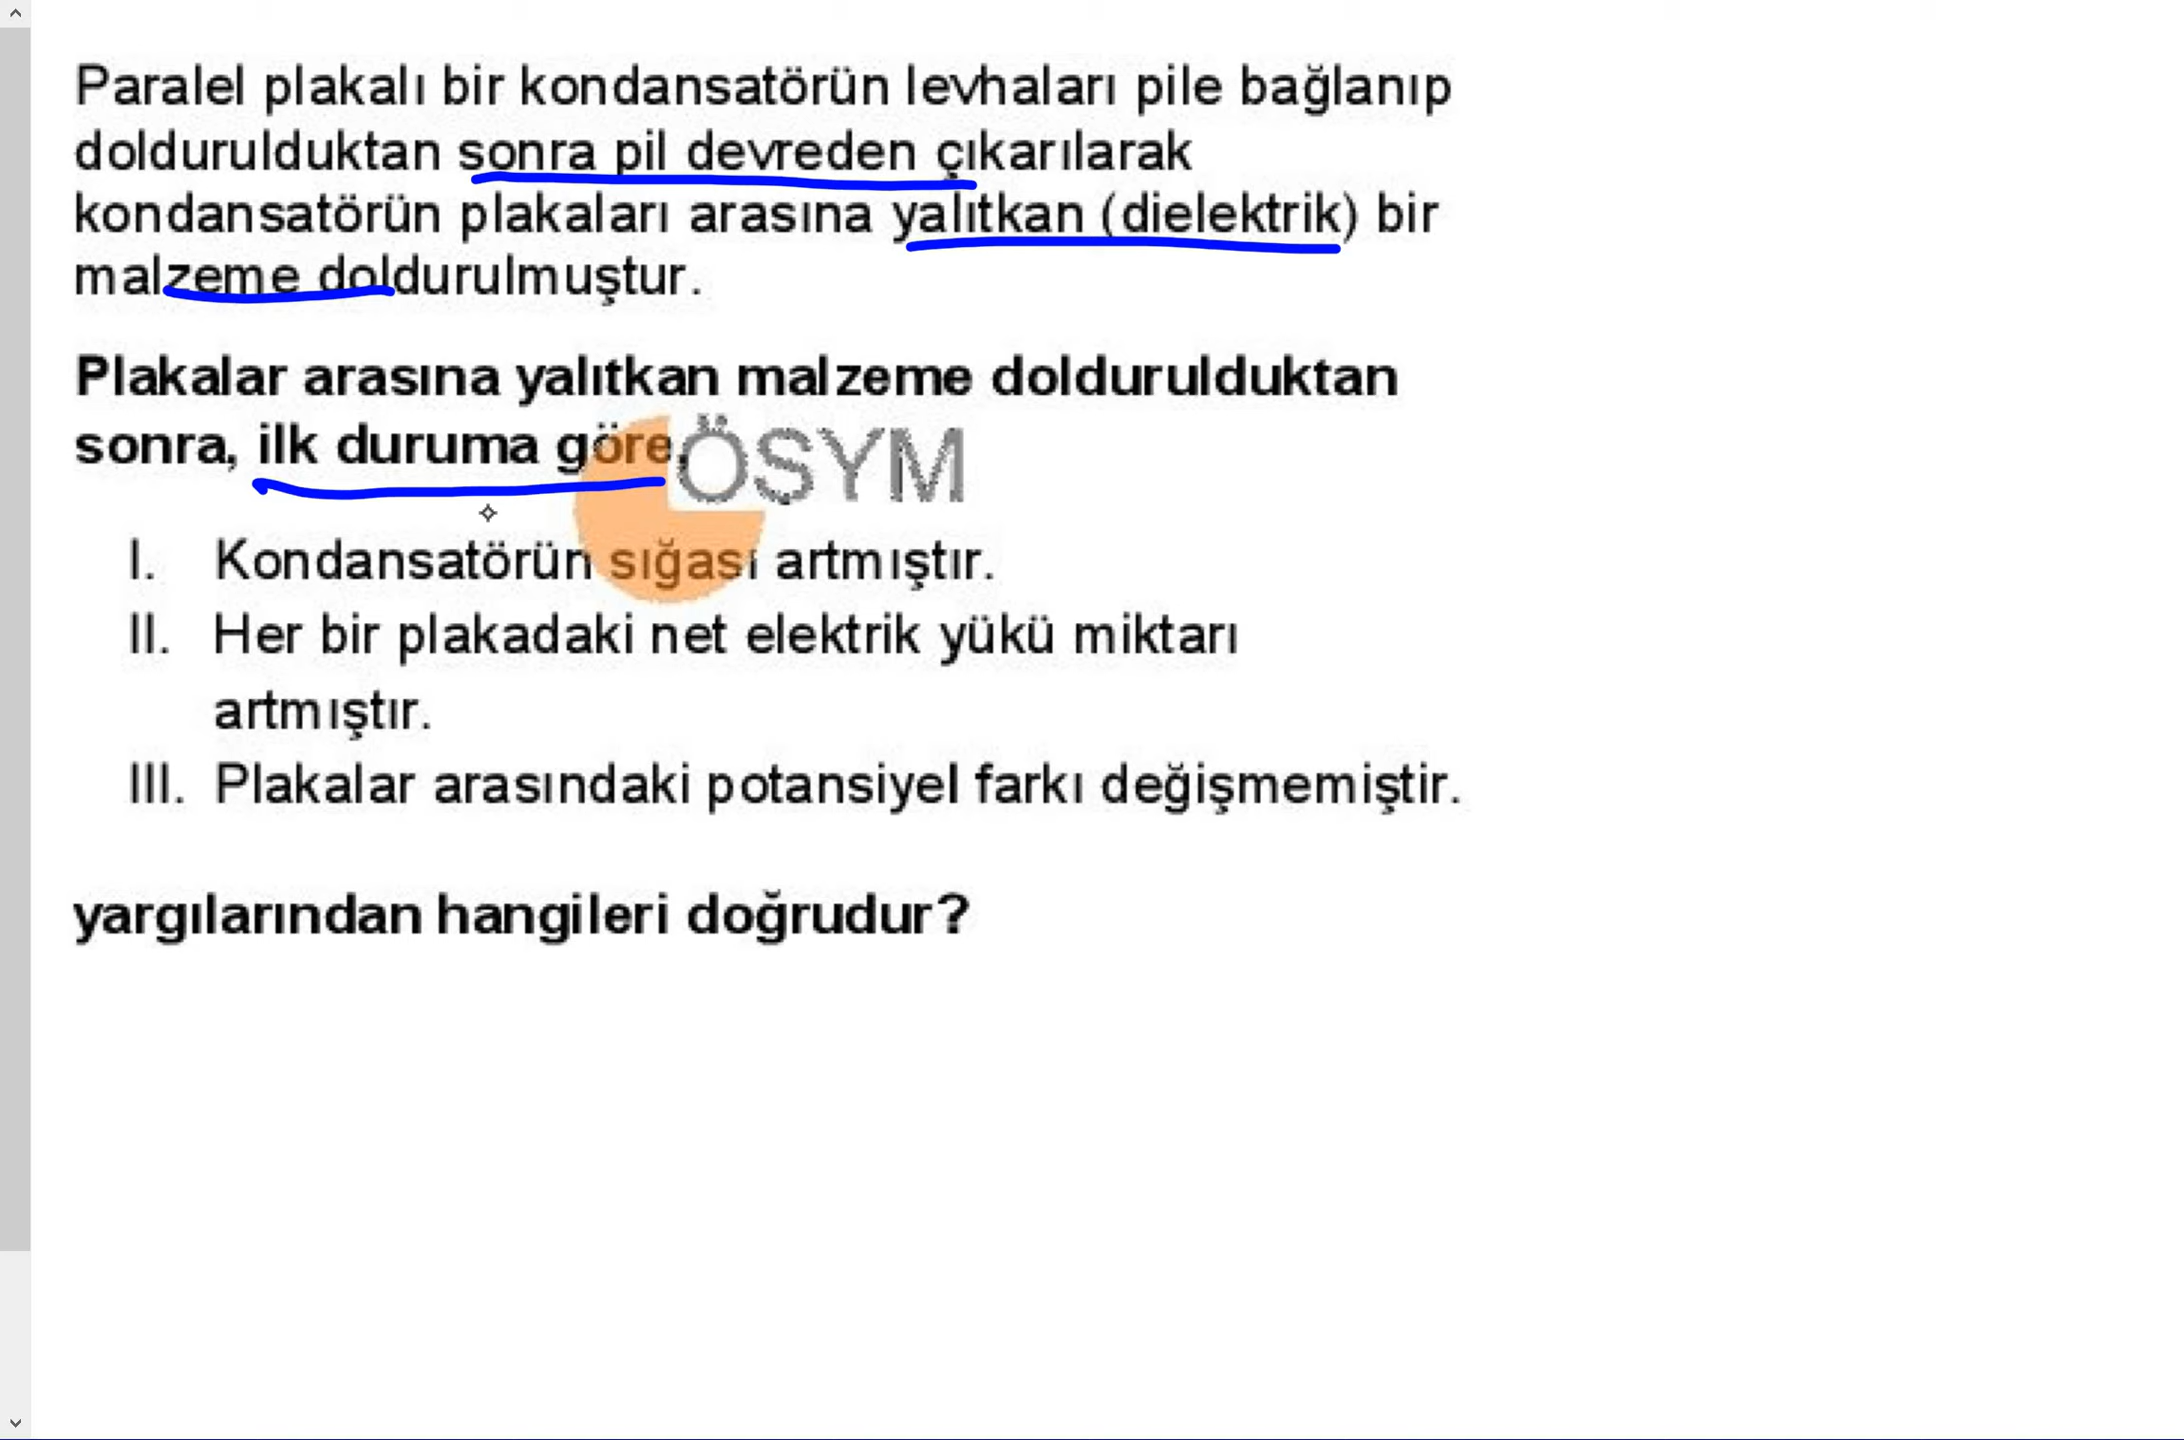 Paralel plakalı bir kondansatörün levhaları pile bağlanıp
doldurulduktan sonra pil devreden çıkarılarak
kondansatörün plakaları arasına yalıtkan (dielektrik) bir
malzeme doldurulmuştur.
Plakalar arasına yalıtkan malzeme doldurulduktan
sonra, ilk duruma göre,
ÖSYM
I. Kondansatörün sığası artmıştır.
II. Her bir plakadaki net elektrik yükü miktarı
artmıştır.
III. Plakalar arasındaki potansiyel farkı değişmemiştir.
yargılarından hangileri doğrudur?